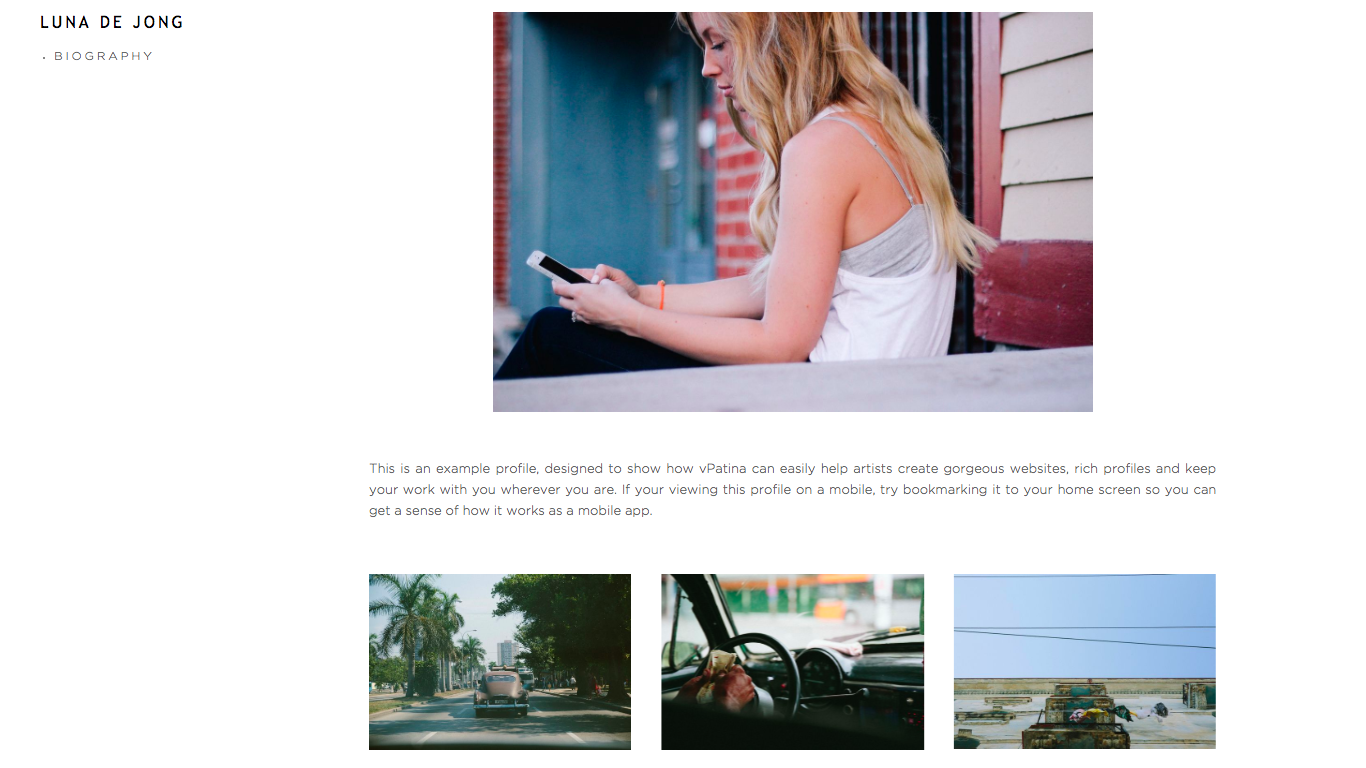 LUNA DE JONG
• BIOGRAPHY
This is an example profile, designed to show how vPatina can easily help artists create gorgeous websites, rich profiles and keep
your work with you wherever you are. If your viewing this profile on a mobile, try bookmarking it to your home screen so you can
get a sense of how it works as a mobile app.